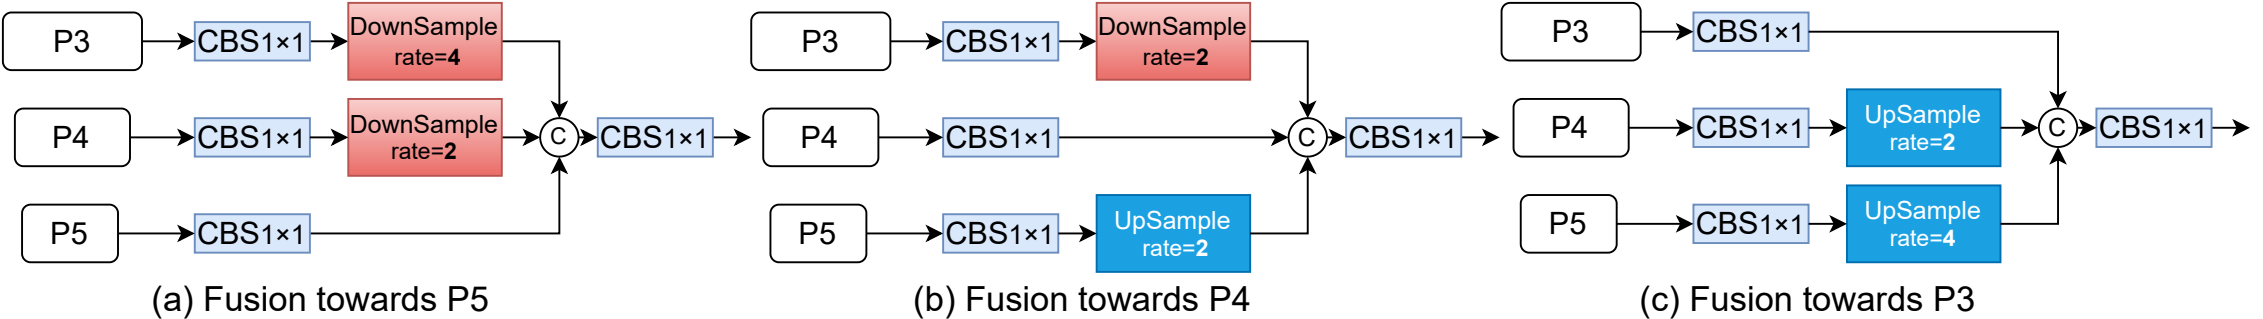 P3
CBS1×1
DownSample
rate=4
P4
CBS1×1
DownSample
rate=2
C
CBS1×1
P5
CBS1×1
(a) Fusion towards P5
P3
CBS1×1
DownSample
rate=2
P4
CBS1×1
C
CBS1×1
P5
CBS1×1
UpSample
rate=2
(b) Fusion towards P4
P3
CBS1×1
P4
CBS1×1
UpSample
rate=2
C
CBS1×1
P5
CBS1×1
UpSample
rate=4
(c) Fusion towards P3